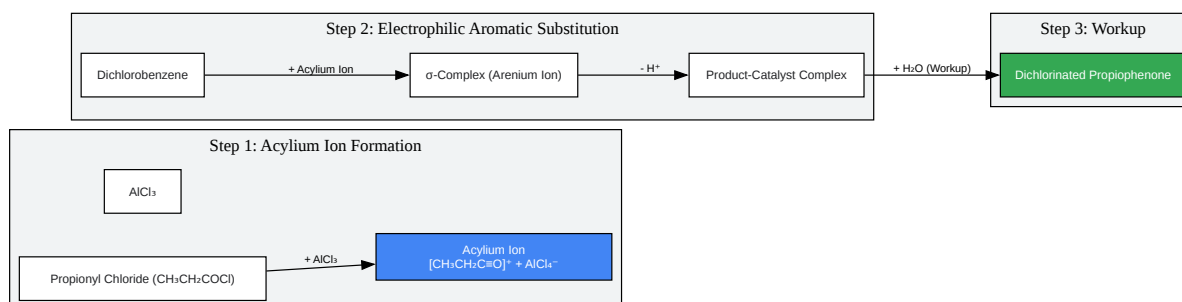 Step 2: Electrophilic Aromatic Substitution
Step 3: Workup
Dichlorobenzene
+ Acylium Ion
σ-Complex (Arenium Ion)
- H⁺
Product-Catalyst Complex
+ H₂O (Workup)
Dichlorinated Propiophenone
Step 1: Acylium Ion Formation
AlCl₃
Propionyl Chloride (CH₃CH₂COCl)
+ AlCl₃
Acylium Ion
[CH₃CH₂C≡O]⁺ + AlCl₄⁻